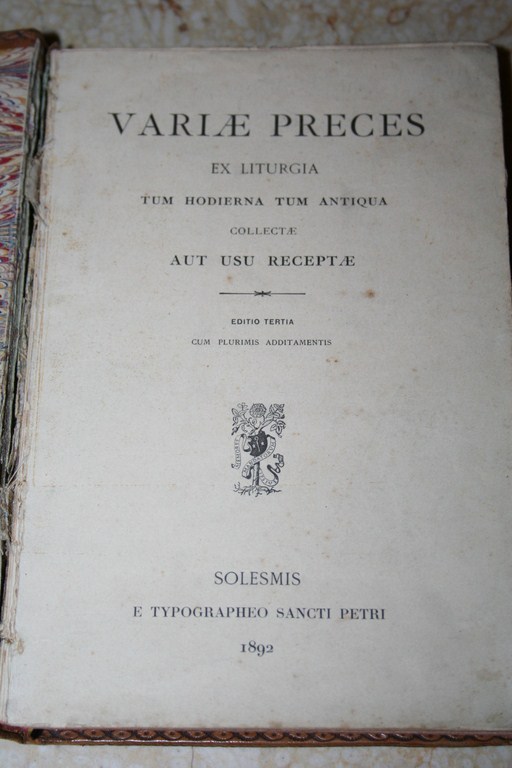 VARIÆ PRECES
EX LITURGIA
TUM HODIERNA TUM ANTIQUA
COLLECTÆ
AUT USU RECEPTÆ
EDITIO TERTIA
CUM PLURIMIS ADDITAMENTIS
SOLESMIS
E TYPOGRAPHEO SANCTI PETRI
1892